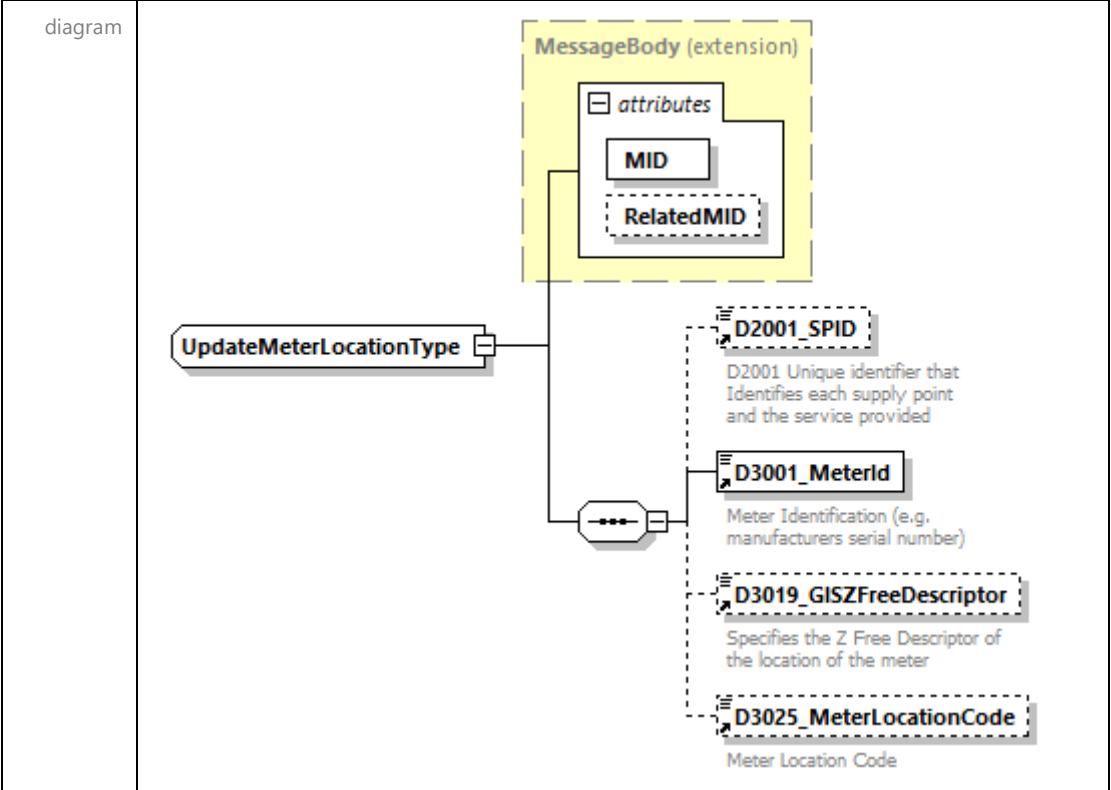 diagram
MessageBody (extension)
attributes
MID
RelatedMID
UpdateMeterLocationType
D2001_SPID
D2001 Unique identifier that
Identifies each supply point
and the service provided
D3001_MeterId
Meter Identification (e.g.
manufacturers serial number)
D3019_GISZFreeDescriptor
Specifies the Z Free Descriptor of
the location of the meter
D3025_MeterLocationCode
Meter Location Code